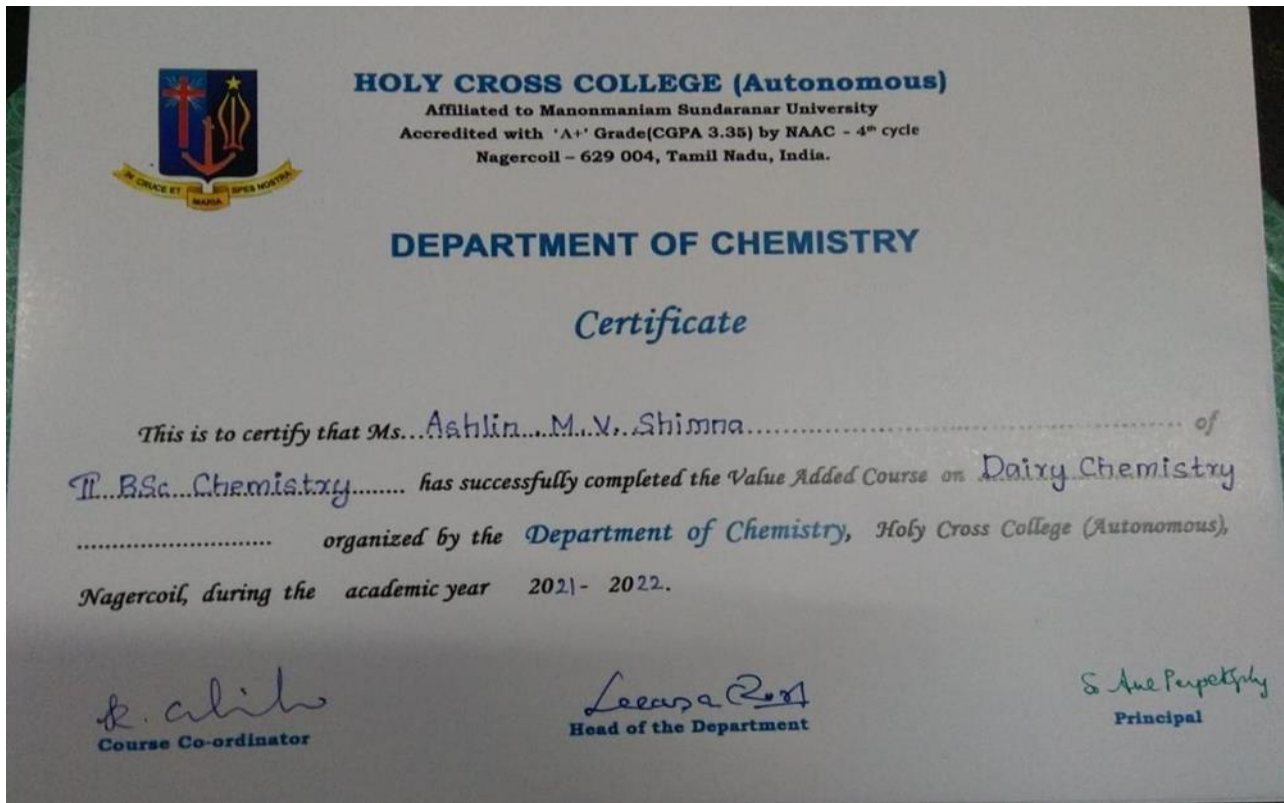 HOLY CROSS COLLEGE (Autonomous)
Affiliated to Manonmaniam Sundaranar University
Accredited with 'A+' Grade(CGPA 3.35) by NAAC - 4th cycle
Nagercoil – 629 004, Tamil Nadu, India.
IN CRUCE ET MARIA SPES NOSTRA
DEPARTMENT OF CHEMISTRY
Certificate
This is to certify that Ms...Ashlin...M..V...Shimna.......................................................... of
II..BSc...Chemistry........ has successfully completed the Value Added Course on Dairy Chemistry
............................ organized by the Department of Chemistry, Holy Cross College (Autonomous),
Nagercoil, during the academic year 2021- 2022.
S
Course Co-ordinator
Head of the Department
Principal